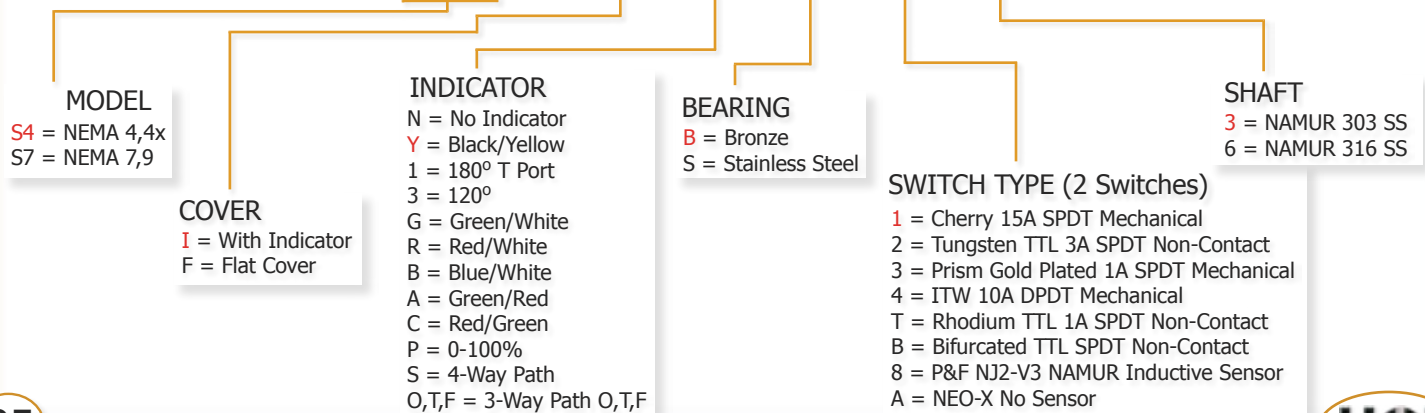 MODEL
S4 = NEMA 4,4x
S7 = NEMA 7,9
COVER
I = With Indicator
F = Flat Cover
INDICATOR
N = No Indicator
Y = Black/Yellow
1 = 180º T Port
3 = 120º
G = Green/White
R = Red/White
B = Blue/White
A = Green/Red
C = Red/Green
P = 0-100%
S = 4-Way Path
O,T,F = 3-Way Path O,T,F
BEARING
B = Bronze
S = Stainless Steel
SWITCH TYPE (2 Switches)
1 = Cherry 15A SPDT Mechanical
2 = Tungsten TTL 3A SPDT Non-Contact
3 = Prism Gold Plated 1A SPDT Mechanical
4 = ITW 10A DPDT Mechanical
T = Rhodium TTL 1A SPDT Non-Contact
B = Bifurcated TTL SPDT Non-Contact
8 = P&F NJ2-V3 NAMUR Inductive Sensor
A = NEO-X No Sensor
SHAFT
3 = NAMUR 303 SS
6 = NAMUR 316 SS